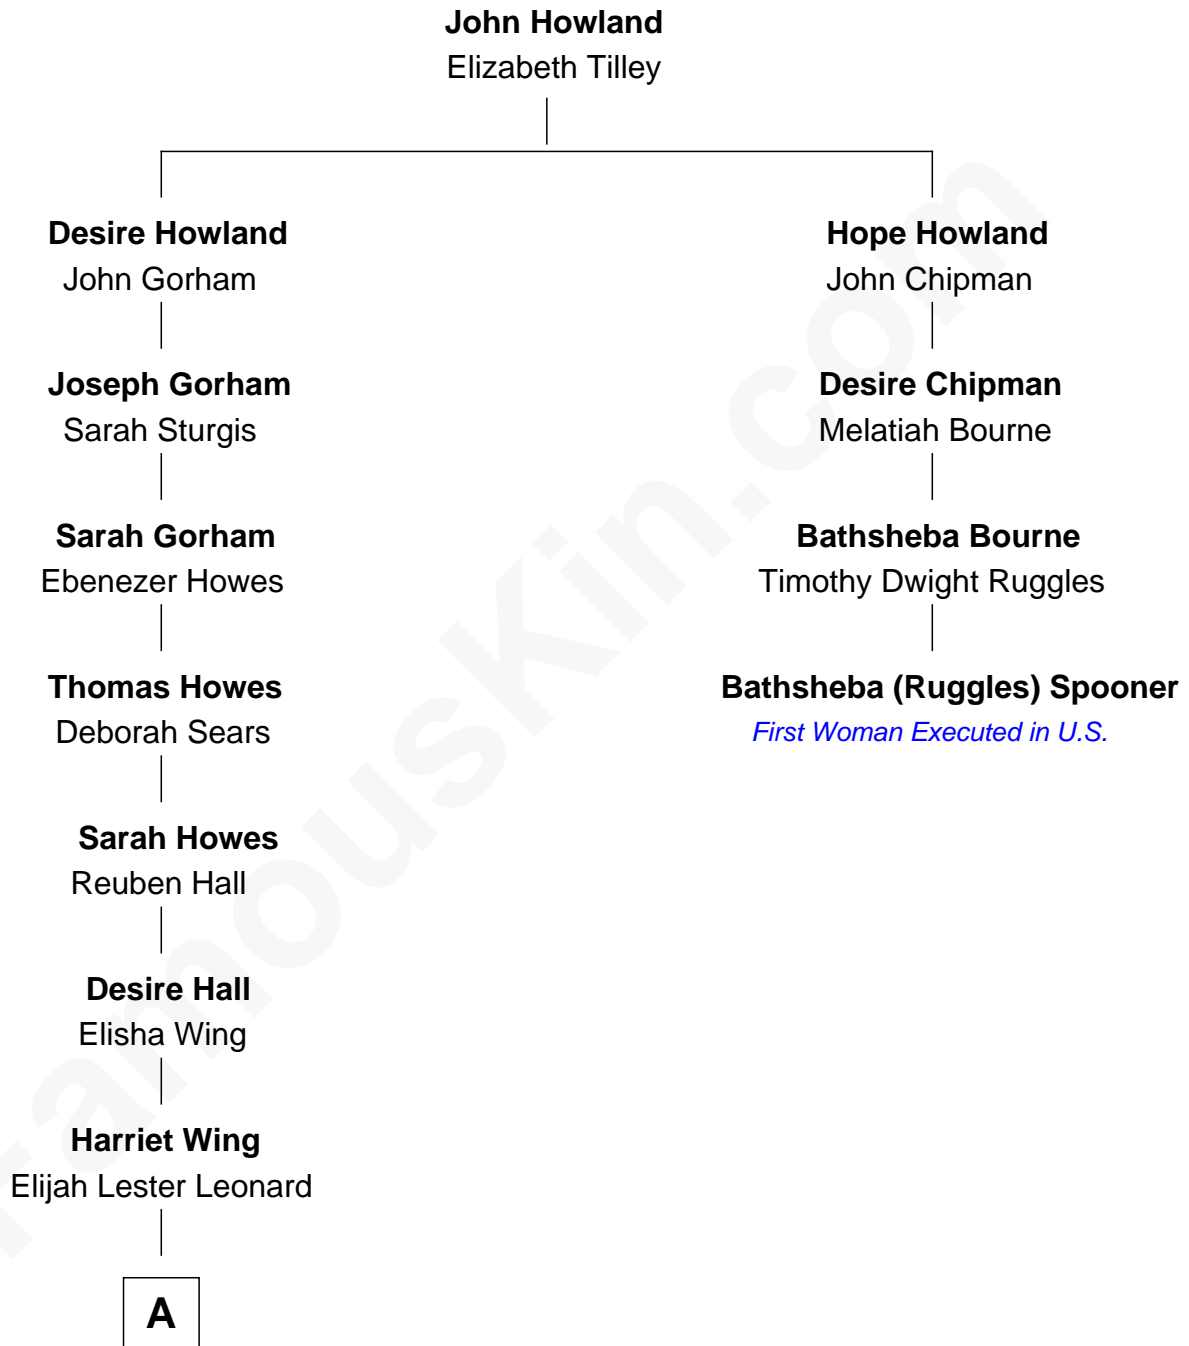 John Howland
Elizabeth Tilley
Desire Howland
John Gorham
Hope Howland
John Chipman
Joseph Gorham
Sarah Sturgis
Desire Chipman
Melatiah Bourne
Sarah Gorham
Ebenezer Howes
Bathsheba Bourne
Timothy Dwight Ruggles
Thomas Howes
Deborah Sears
Bathsheba (Ruggles) Spooner
First Woman Executed in U.S.
Sarah Howes
Reuben Hall
Desire Hall
Elisha Wing
Harriet Wing
Elijah Lester Leonard
A
FamousKin.com